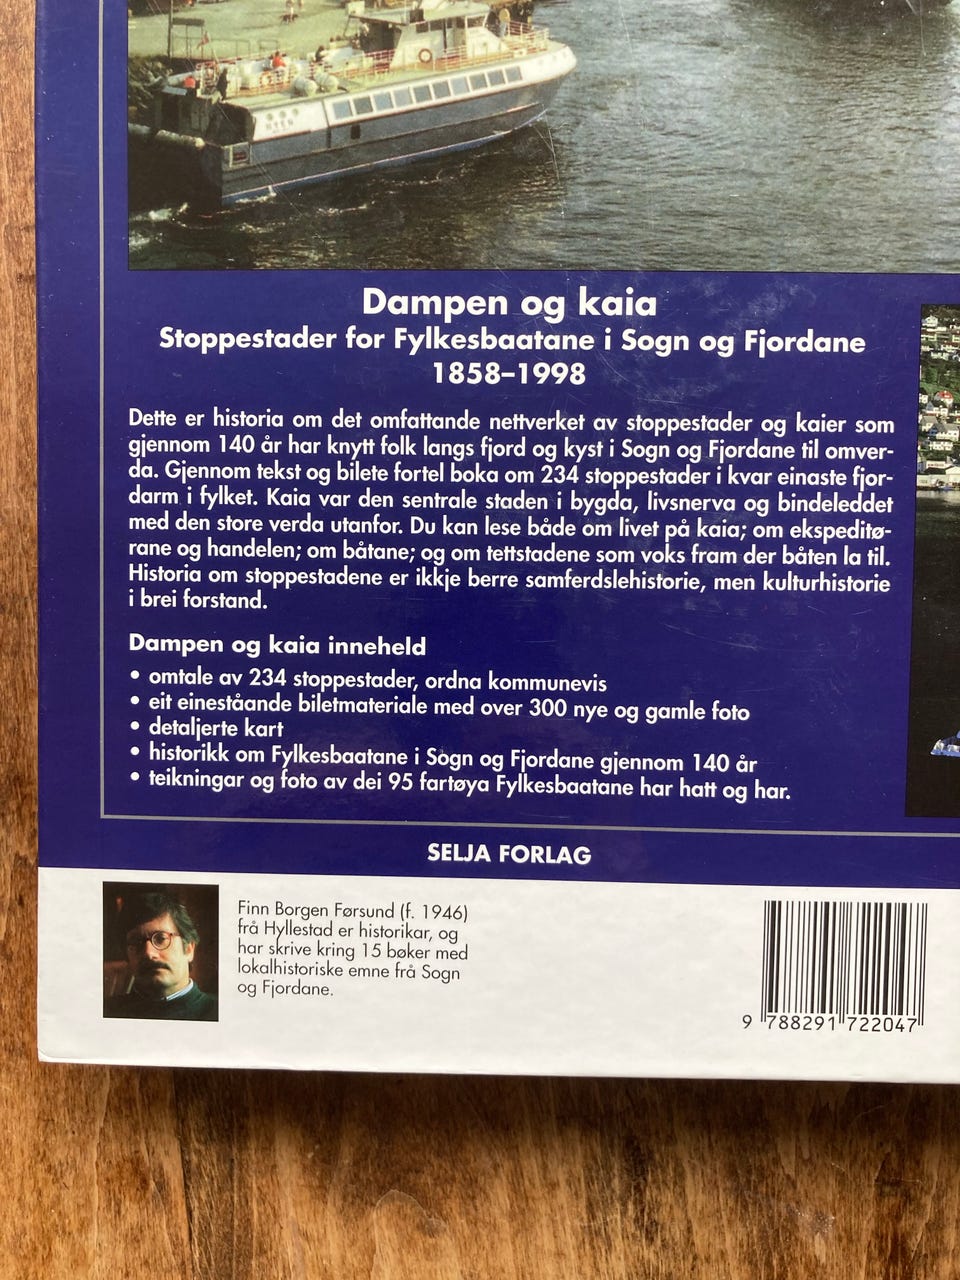 Dampen og kaia
Stoppestader for Fylkesbaatane i Sogn og Fjordane
1858–1998
Dette er historia om det omfattande nettverket av stoppestader og kaier som
gjennom 140 år har knytt folk langs fjord og kyst i Sogn og Fjordane til omver-
da. Gjennom tekst og bilete fortel boka om 234 stoppestader i kvar einaste fjor-
darm i fylket. Kaia var den sentrale staden i bygda, livsnerva og bindeleddet
med den store verda utanfor. Du kan lese både om livet på kaia; om ekspeditø-
rane og handelen; om båtane; og om tettstadene som voks fram der båten la til.
Historia om stoppestadene er ikkje berre samferdslehistorie, men kulturhistorie
i brei forstand.
Dampen og kaia inneheld
• omtale av 234 stoppestader, ordna kommunevis
• eit eineståande biletmateriale med over 300 nye og gamle foto
• detaljerte kart
• historikk om Fylkesbaatane i Sogn og Fjordane gjennom 140 år
• teikningar og foto av dei 95 fartøya Fylkesbaatane har hatt og har.
SELJA FORLAG
Finn Borgen Førsund (f. 1946)
frå Hyllestad er historikar, og
har skrive kring 15 bøker med
lokalhistoriske emne frå Sogn
og Fjordane.
9 788291 722047